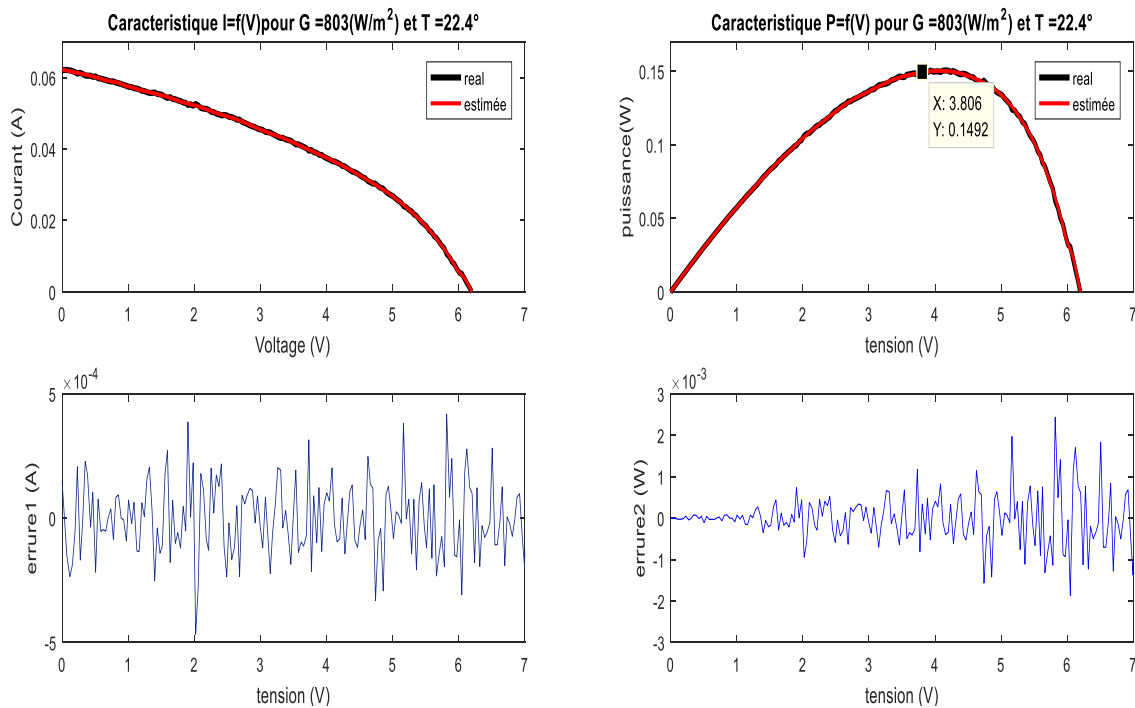 Caracteristique I=f(V)pour G =803(W/m²) et T =22.4°
Courant (A)
0.06
0.04
0.02
0
real
estimée
0 1 2 3 4 5 6 7
Voltage (V)
Caracteristique P=f(V) pour G =803(W/m²) et T =22.4°
puissance(W)
0.15
0.1
0.05
0
real
estimée
X: 3.806
Y: 0.1492
0 1 2 3 4 5 6 7
tension (V)
×10⁻⁴
errure1 (A)
5
0
-5
0 1 2 3 4 5 6 7
tension (V)
×10⁻³
errure2 (W)
3
2
1
0
-1
-2
-3
0 1 2 3 4 5 6 7
tension (V)